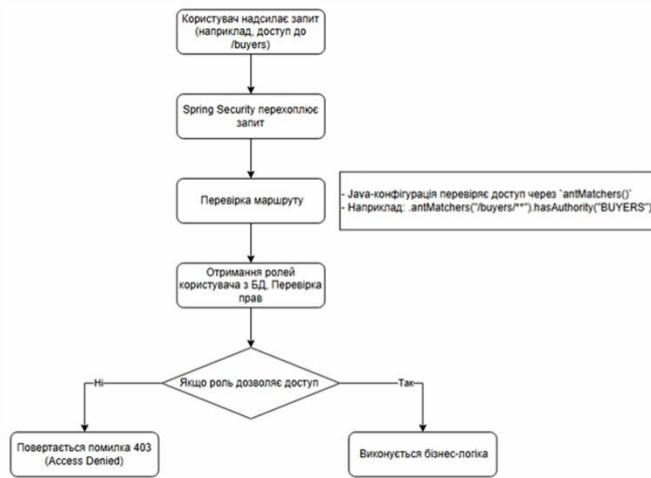 Користувач надсилає запит
(наприклад, доступ до
/buyers)
Spring Security перехоплює
запит
Перевірка маршруту
- Java-конфігурація перевіряє доступ через `antMatchers()`
- Наприклад: .antMatchers("/buyers/**").hasAuthority("BUYERS")
Отримання ролей
користувача з БД, Перевірка
прав
Якщо роль дозволяє доступ
Ні
Так
Повертається помилка 403
(Access Denied)
Виконується бізнес-логіка